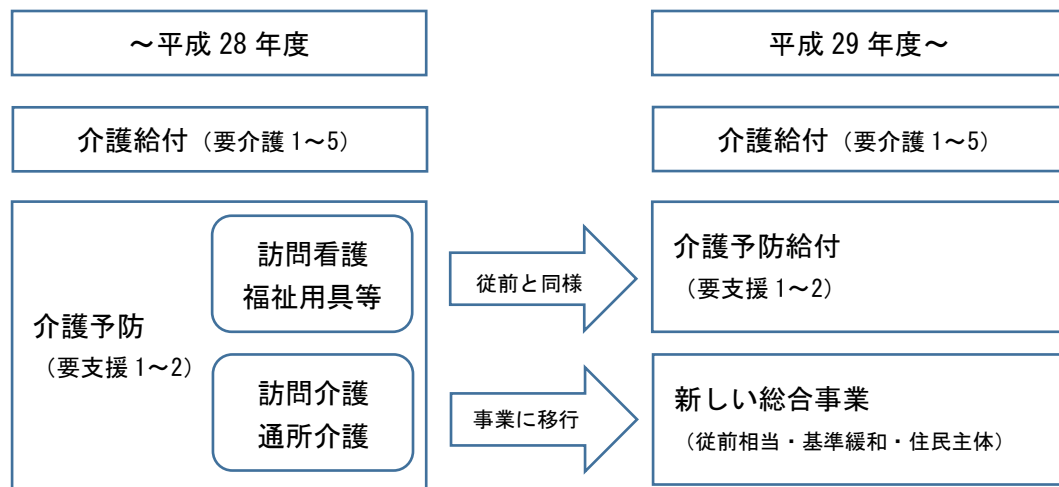 ～平成 28 年度
平成 29 年度～
介護給付（要介護 1～5）
介護給付（要介護 1～5）
介護予防
（要支援 1～2）
訪問看護
福祉用具等
従前と同様
介護予防給付
（要支援 1～2）
訪問介護
通所介護
事業に移行
新しい総合事業
（従前相当・基準緩和・住民主体）